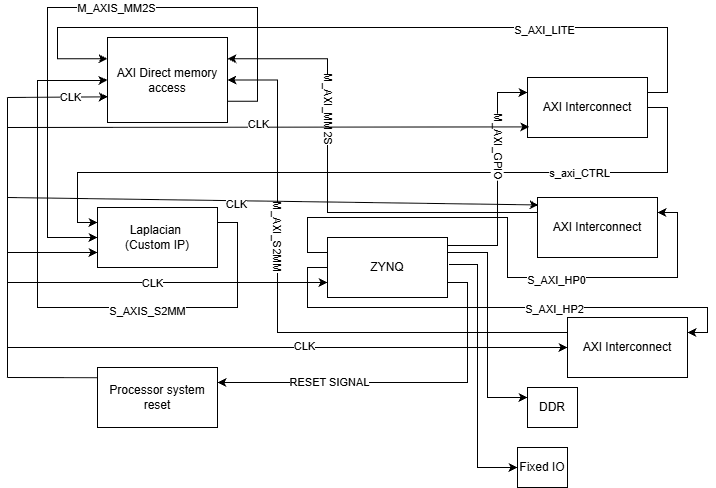 M_AXIS_MM2S
S_AXI_LITE
AXI Direct memory
access
CLK
M_AXI_MM2S
M_AXI_GPIO
AXI Interconnect
CLK
s_axi_CTRL
CLK
M_AXI_S2MM
Laplacian
(Custom IP)
AXI Interconnect
ZYNQ
CLK
S_AXI_HP0
S_AXIS_S2MM
S_AXI_HP2
CLK
AXI Interconnect
Processor system
reset
RESET SIGNAL
DDR
Fixed IO